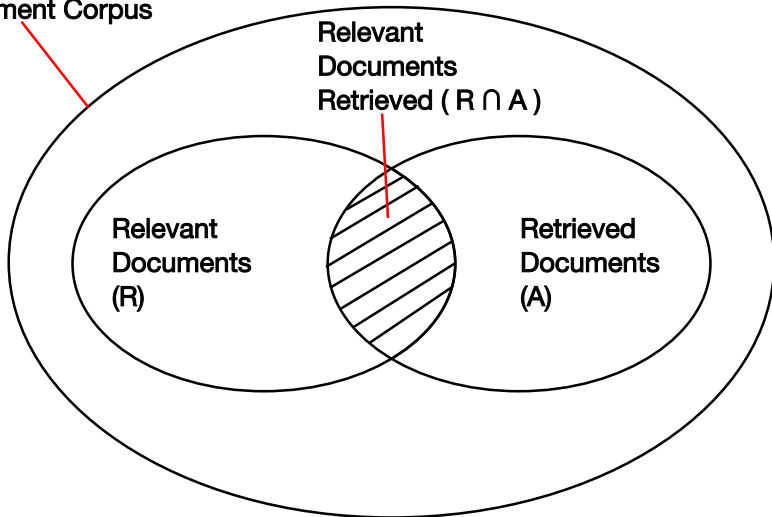 ment Corpus
Relevant
Documents
Retrieved ( R ∩ A )
Relevant
Documents
(R)
Retrieved
Documents
(A)